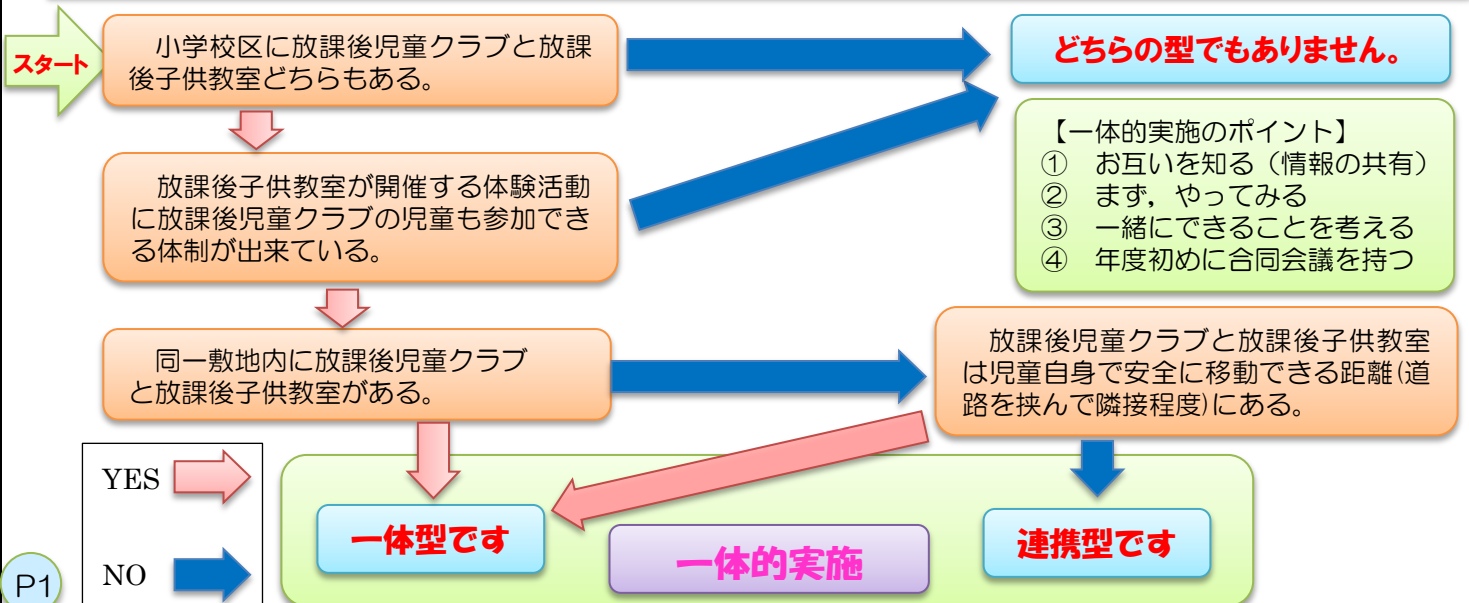 スタート
小学校区に放課後児童クラブと放課
後子供教室どちらもある。
どちらの型でもありません。
【一体的実施のポイント】
① お互いを知る（情報の共有）
② まず，やってみる
③ 一緒にできることを考える
④ 年度初めに合同会議を持つ
放課後子供教室が開催する体験活動
に放課後児童クラブの児童も参加でき
る体制が出来ている。
同一敷地内に放課後児童クラブ
と放課後子供教室がある。
放課後児童クラブと放課後子供教室
は児童自身で安全に移動できる距離(道
路を挟んで隣接程度)にある。
YES
NO
一体型です
一体的実施
連携型です
P1